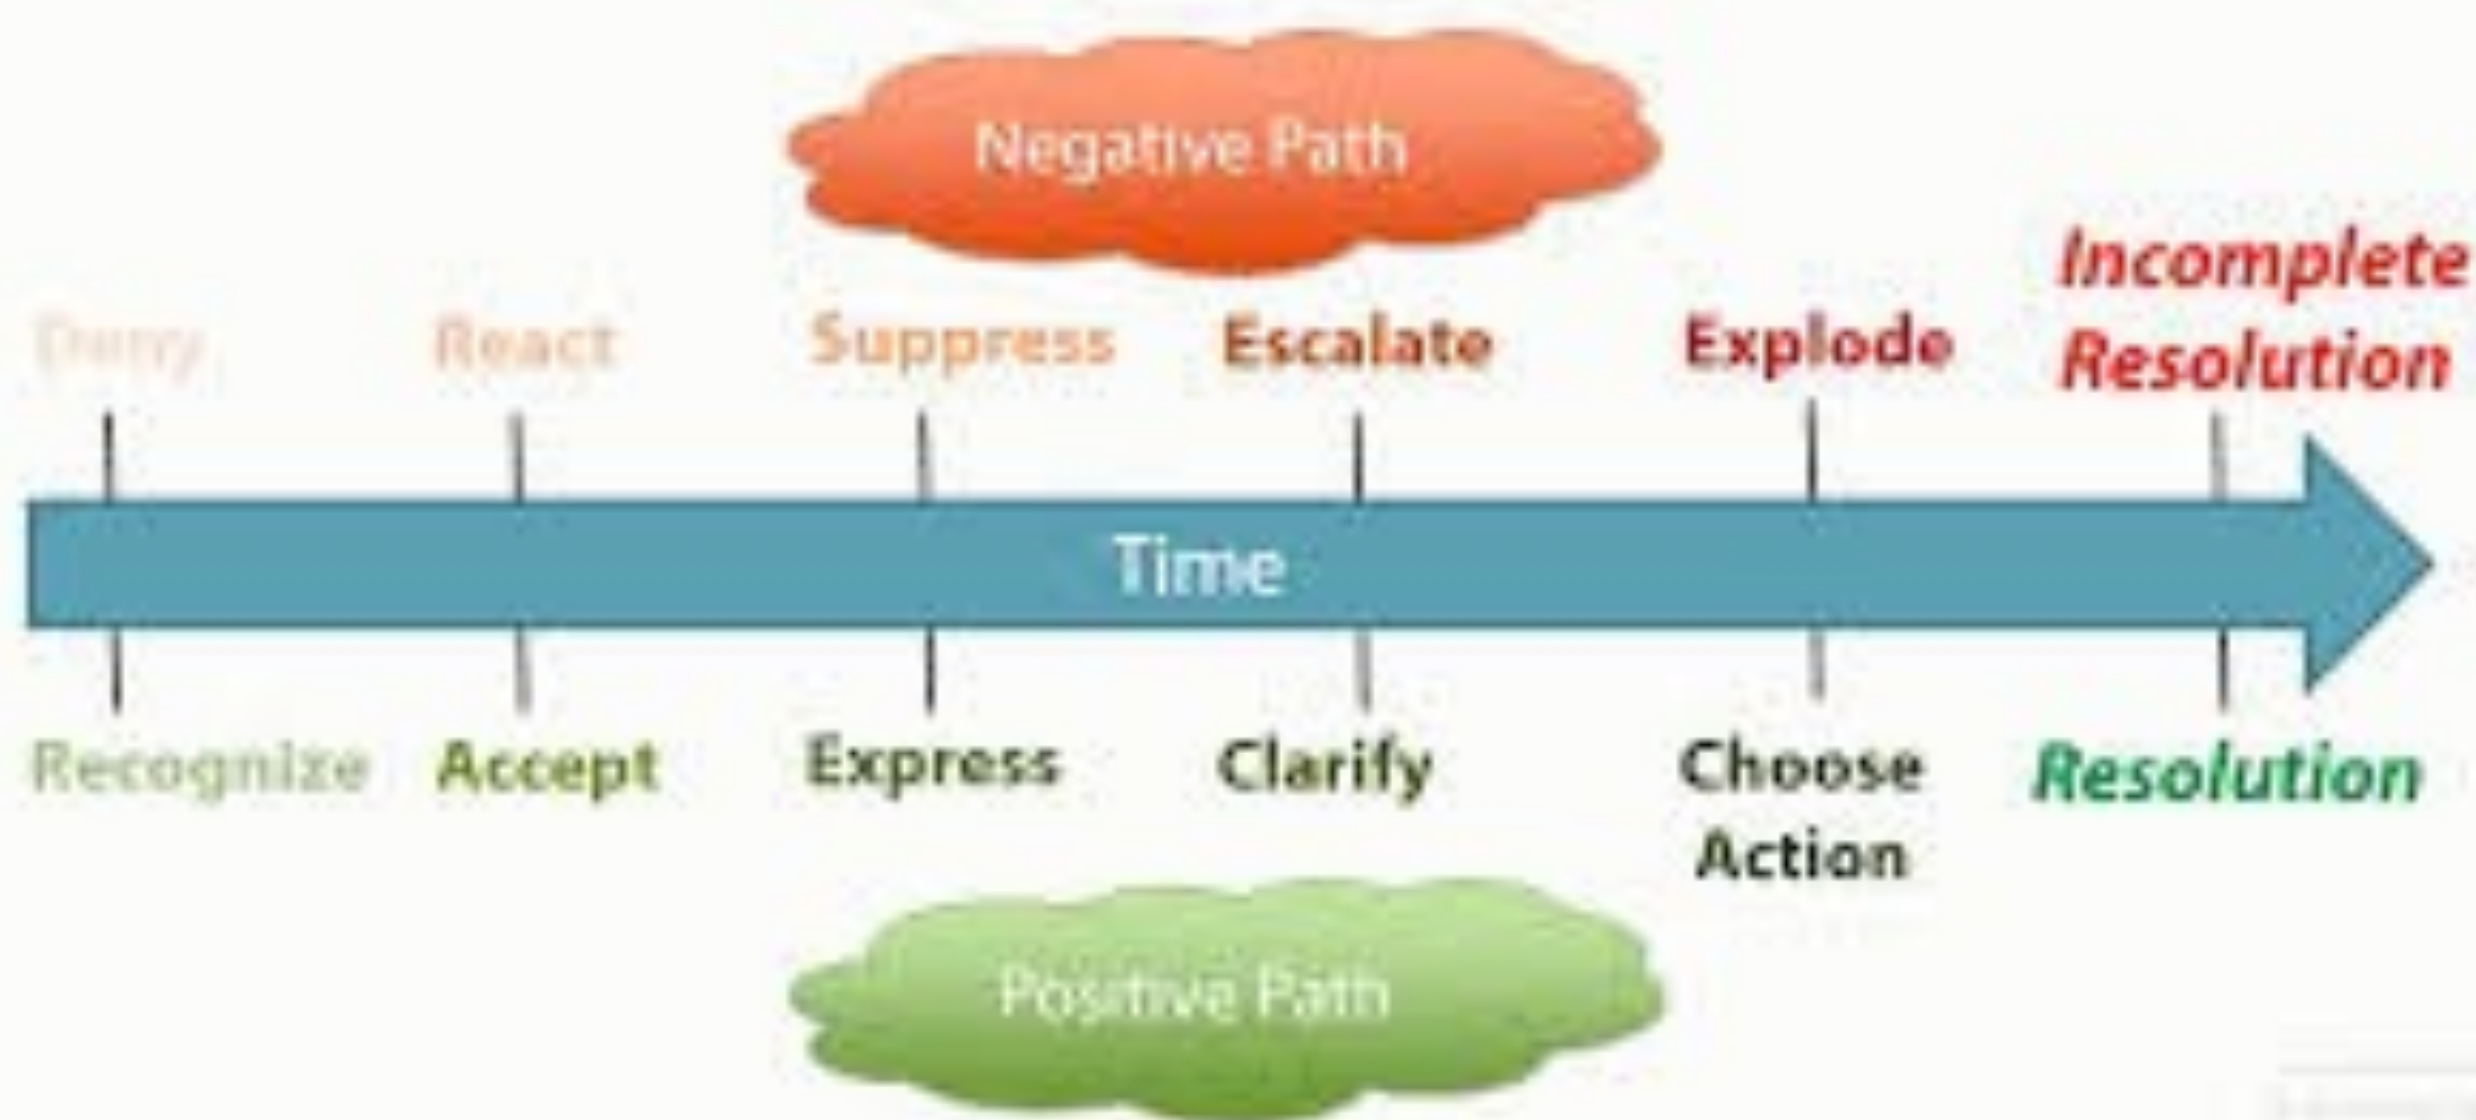 Negative Path
Deny React Suppress Escalate Explode Incomplete
Resolution
Time
Recognize Accept Express Clarify Choose
Action
Resolution
Positive Path